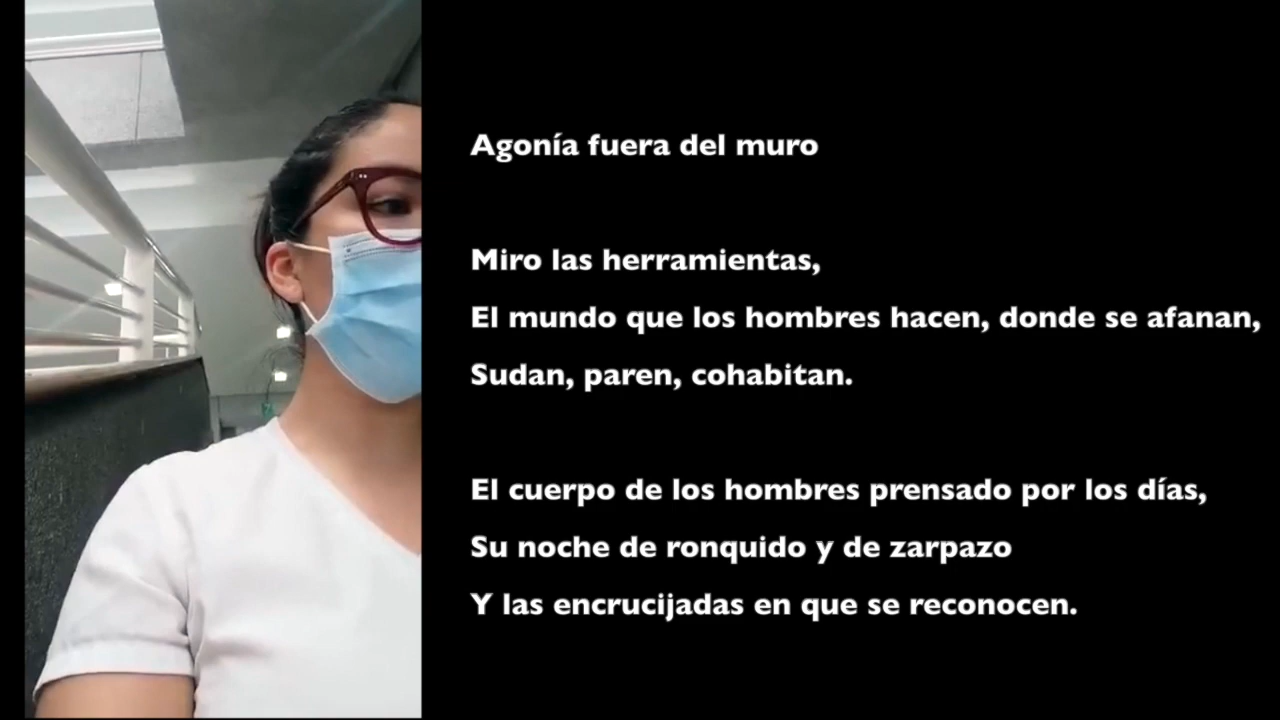 Agonía fuera del muro
Miro las herramientas,
El mundo que los hombres hacen, donde se afanan,
Sudan, paren, cohabitan.
El cuerpo de los hombres prensado por los días,
Su noche de ronquido y de zarpazo
Y las encrucijadas en que se reconocen.